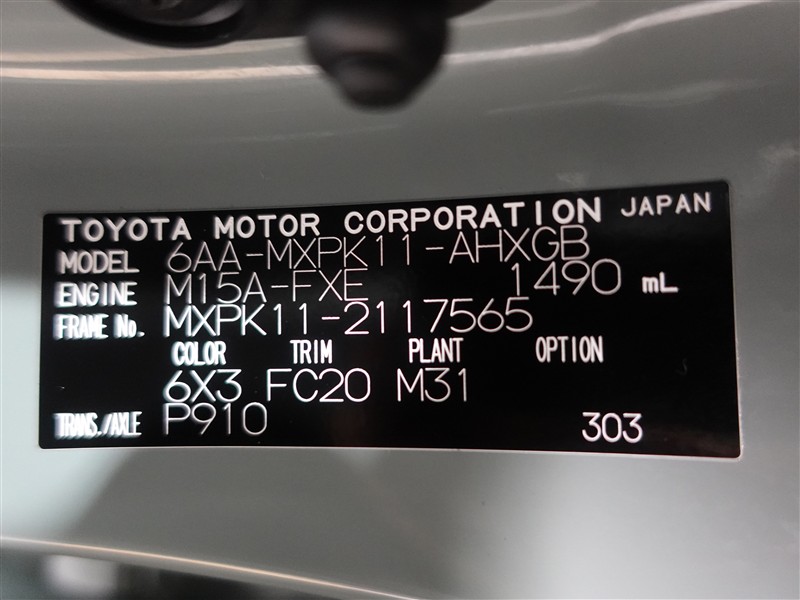 TOYOTA MOTOR CORPORATION JAPAN
MODEL 6AA-MXPK11-AHXGB
ENGINE M15A-FXE 1490 mL
FRAME No. MXPK11-2117565
COLOR TRIM PLANT OPTION
6X3 FC20 M31
TRANS./AXLE P910 303